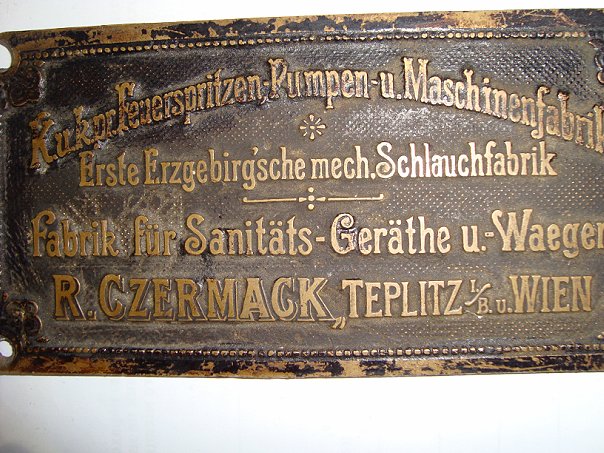 K.u.k.pr. Feuerspritzen, Pumpen- u. Maschinenfabrik
Erste Erzgebirg'sche mech. Schlauchfabrik
Fabrik für Sanitäts-Geräthe u.-Waegen
R. CZERMACK, TEPLITZ I/B. u. WIEN